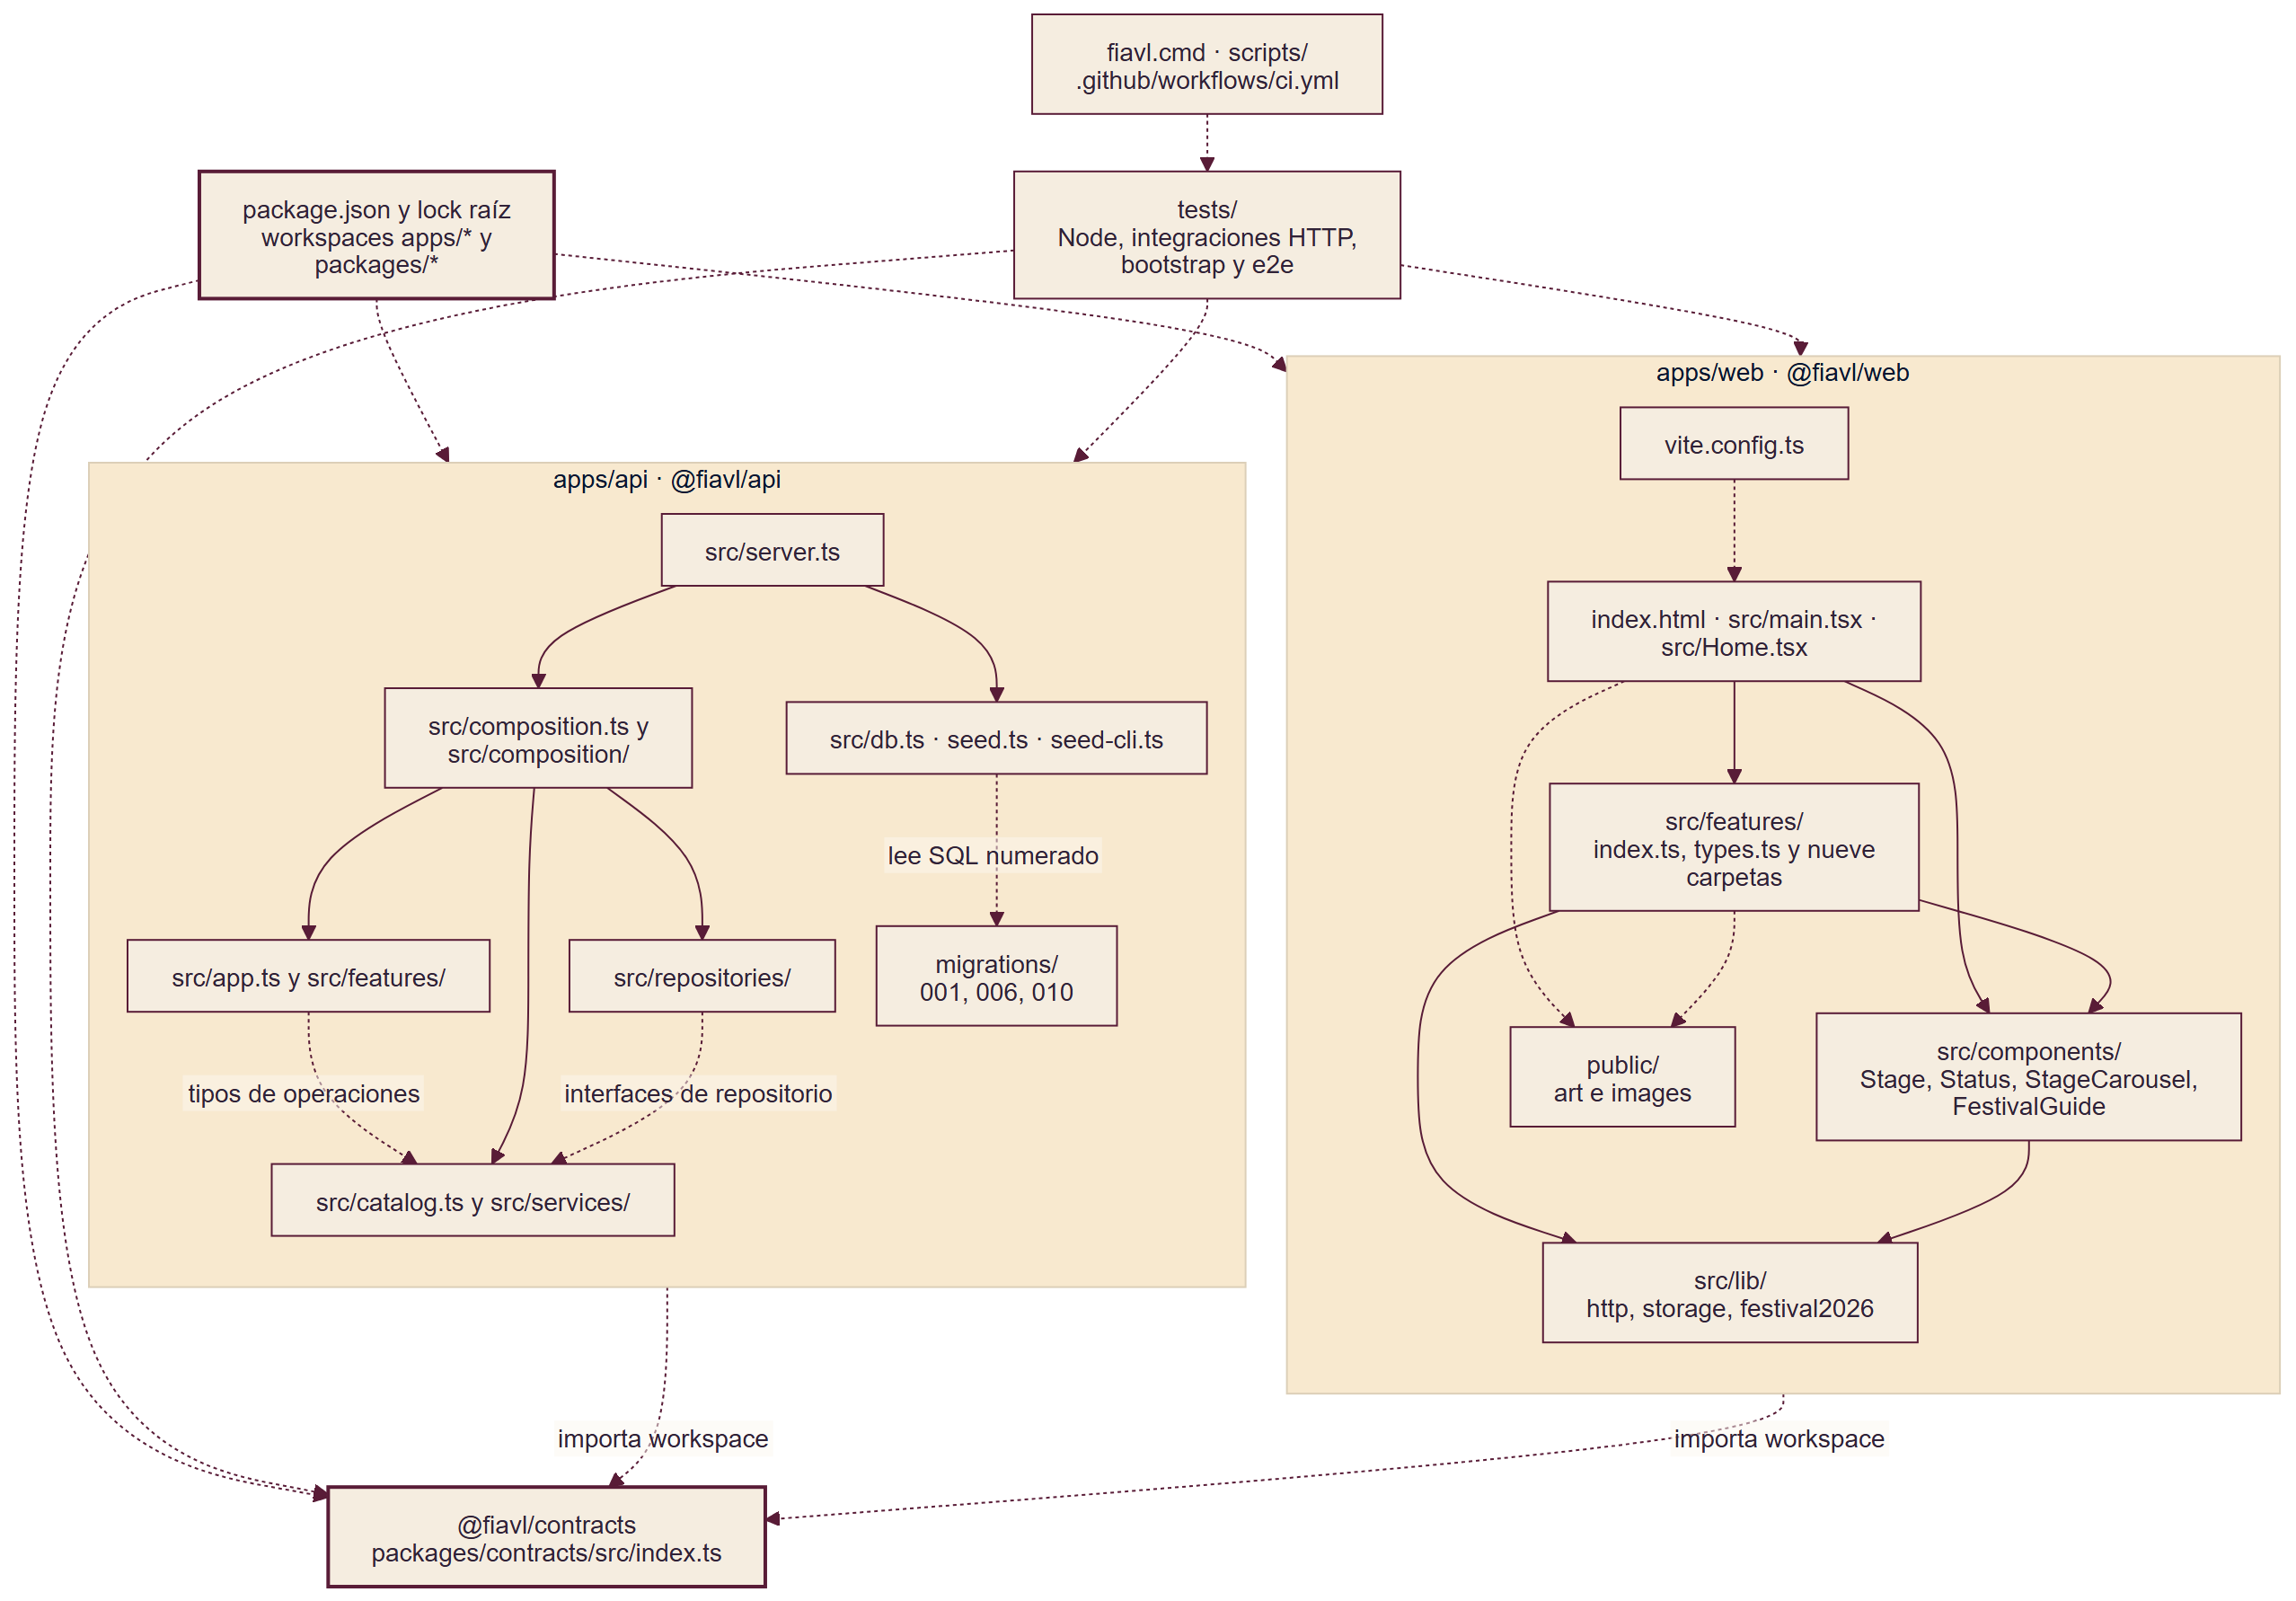 fiavl.cmd · scripts/
.github/workflows/ci.yml
package.json y lock raíz
workspaces apps/* y
packages/*
tests/
Node, integraciones HTTP,
bootstrap y e2e
apps/web · @fiavl/web
vite.config.ts
apps/api · @fiavl/api
src/server.ts
index.html · src/main.tsx ·
src/Home.tsx
src/composition.ts y
src/composition/
src/db.ts · seed.ts · seed-cli.ts
src/features/
index.ts, types.ts y nueve
carpetas
lee SQL numerado
src/app.ts y src/features/
src/repositories/
migrations/
001, 006, 010
public/
art e images
src/components/
Stage, Status, StageCarousel,
FestivalGuide
tipos de operaciones
interfaces de repositorio
src/catalog.ts y src/services/
src/lib/
http, storage, festival2026
importa workspace
importa workspace
@fiavl/contracts
packages/contracts/src/index.ts